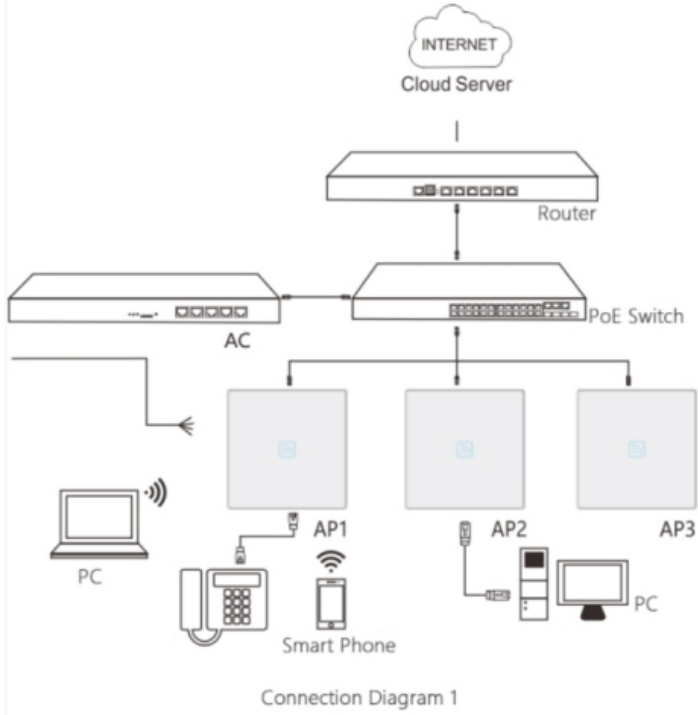 INTERNET
Cloud Server
Router
PoE Switch
AC
AP1
AP2
AP3
PC
Smart Phone
PC
Connection Diagram 1